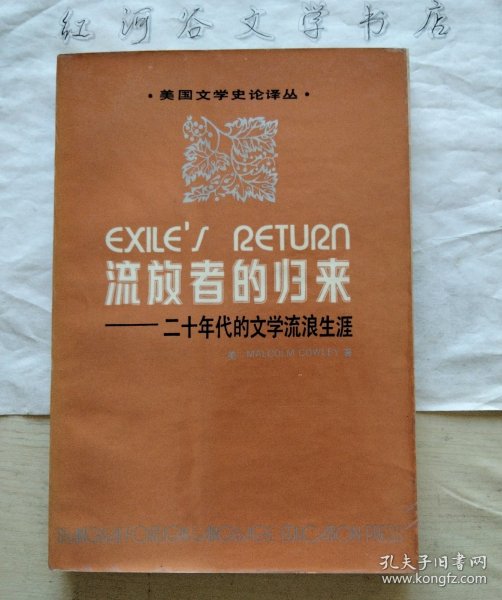 红河谷文学书店
·美国文学史论译丛·
EXILE'S RETURN
流放者的归来
——二十年代的文学流浪生涯
美 MALCOLM COWLEY 著
孔夫子旧书网
www.kongfz.com